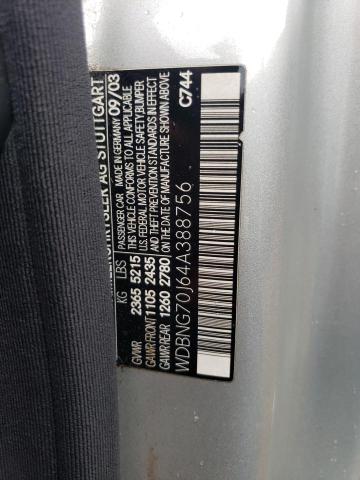 CHRYSLER AG STUTTGART
MADE IN GERMANY 09/03
PASSENGER CAR
KG LBS
GVWR 2365 5215
GAWR FRONT 1105 2435
GAWR REAR 1260 2780
THIS VEHICLE CONFORMS TO ALL APPLICABLE
U.S. FEDERAL MOTOR VEHICLE SAFETY, BUMPER
AND THEFT PREVENTION STANDARDS IN EFFECT
ON THE DATE OF MANUFACTURE SHOWN ABOVE
WDBNG70J64A388756
C744